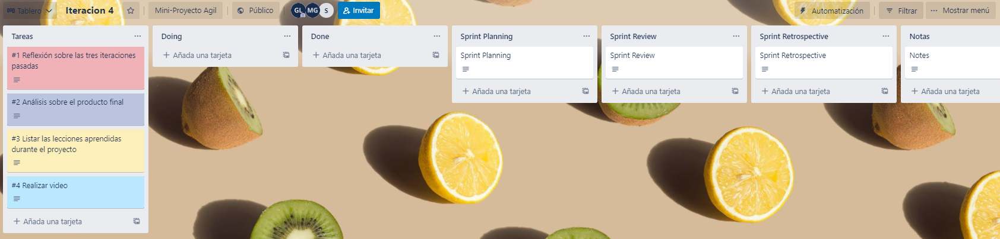 Tablero
Iteracion 4
Mini-Proyecto Agil
Público
GL
MG
S
Invitar
Automatización
Filtrar
Mostrar menú
Tareas
#1 Reflexión sobre las tres iteraciones
pasadas
#2 Análisis sobre el producto final
#3 Listar las lecciones aprendidas
durante el proyecto
#4 Realizar video
Añada una tarjeta
Doing
Añada una tarjeta
Done
Añada una tarjeta
Sprint Planning
Sprint Planning
Añada una tarjeta
Sprint Review
Sprint Review
Añada una tarjeta
Sprint Retrospective
Sprint Retrospective
Añada una tarjeta
Notas
Notes
Añada una tarjeta